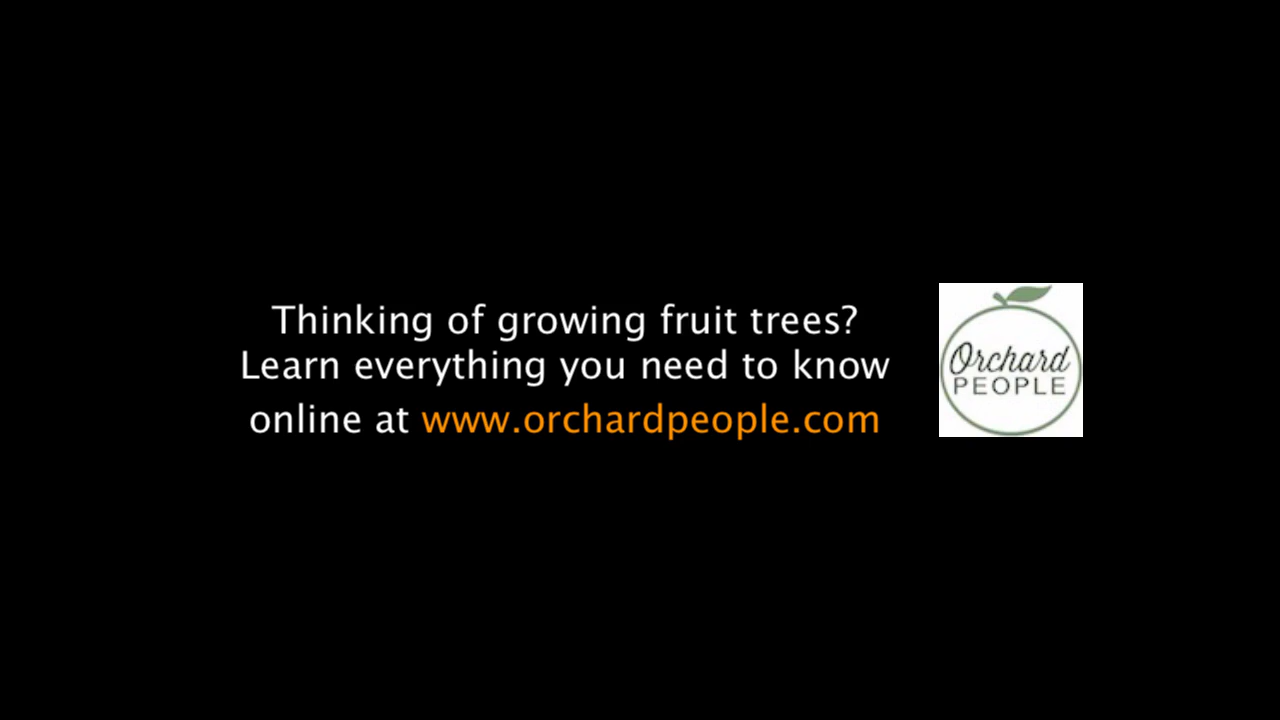 Thinking of growing fruit trees?
Learn everything you need to know
online at www.orchardpeople.com
Orchard
PEOPLE